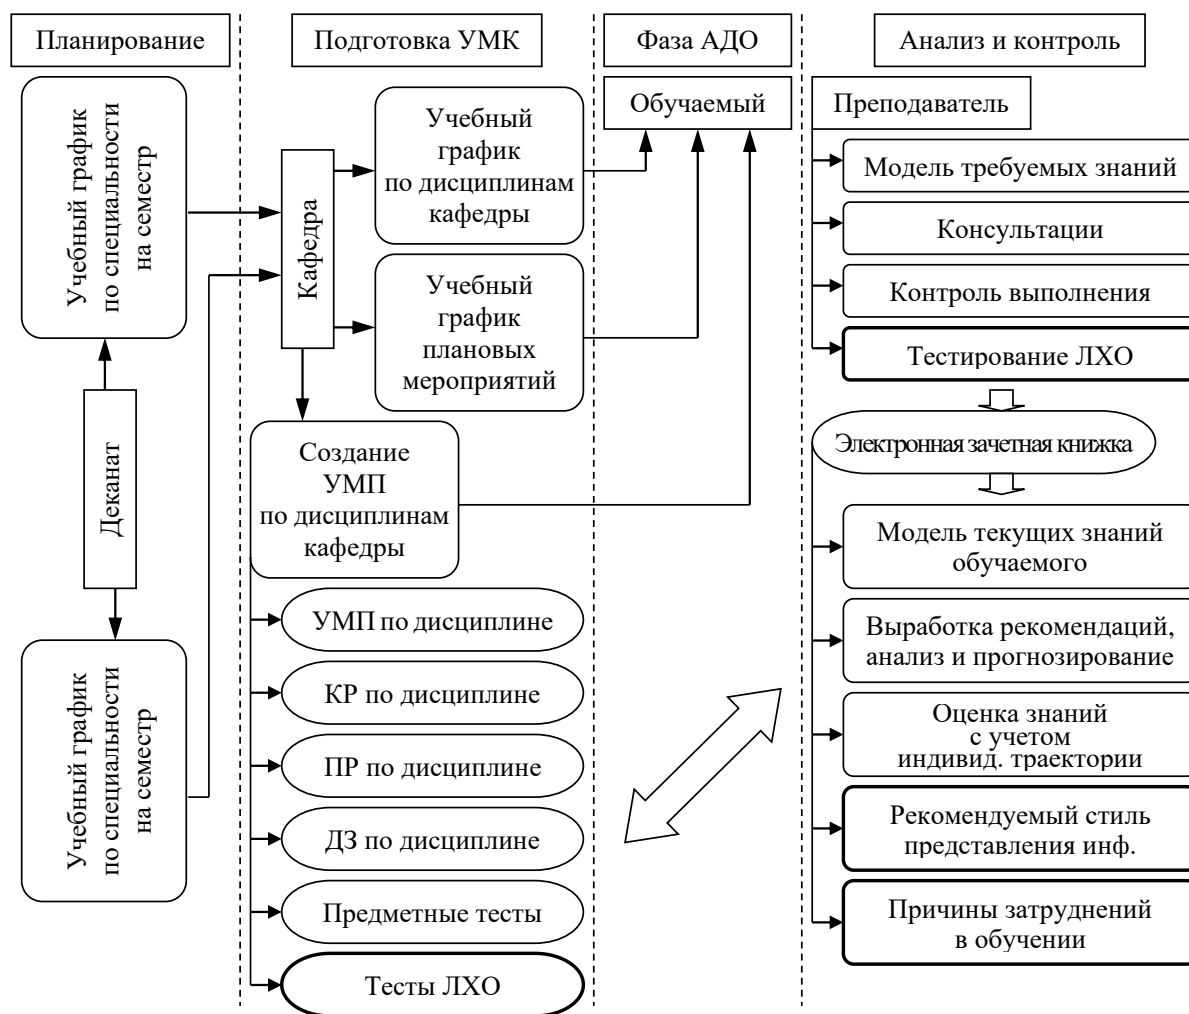 Планирование
Подготовка УМК
Фаза АДО
Анализ и контроль
Учебный график
по специальности
на семестр
Деканат
Учебный график
по специальности
на семестр
Кафедра
Учебный
график
по дисциплинам
кафедры
Учебный
график
плановых
мероприятий
Создание
УМП
по дисциплинам
кафедры
УМП по дисциплине
КР по дисциплине
ПР по дисциплине
ДЗ по дисциплине
Предметные тесты
Тесты ЛХО
Обучаемый
Преподаватель
Модель требуемых знаний
Консультации
Контроль выполнения
Тестирование ЛХО
Электронная зачетная книжка
Модель текущих знаний
обучаемого
Выработка рекомендаций,
анализ и прогнозирование
Оценка знаний
с учетом
индивид. траектории
Рекомендуемый стиль
представления инф.
Причины затруднений
в обучении